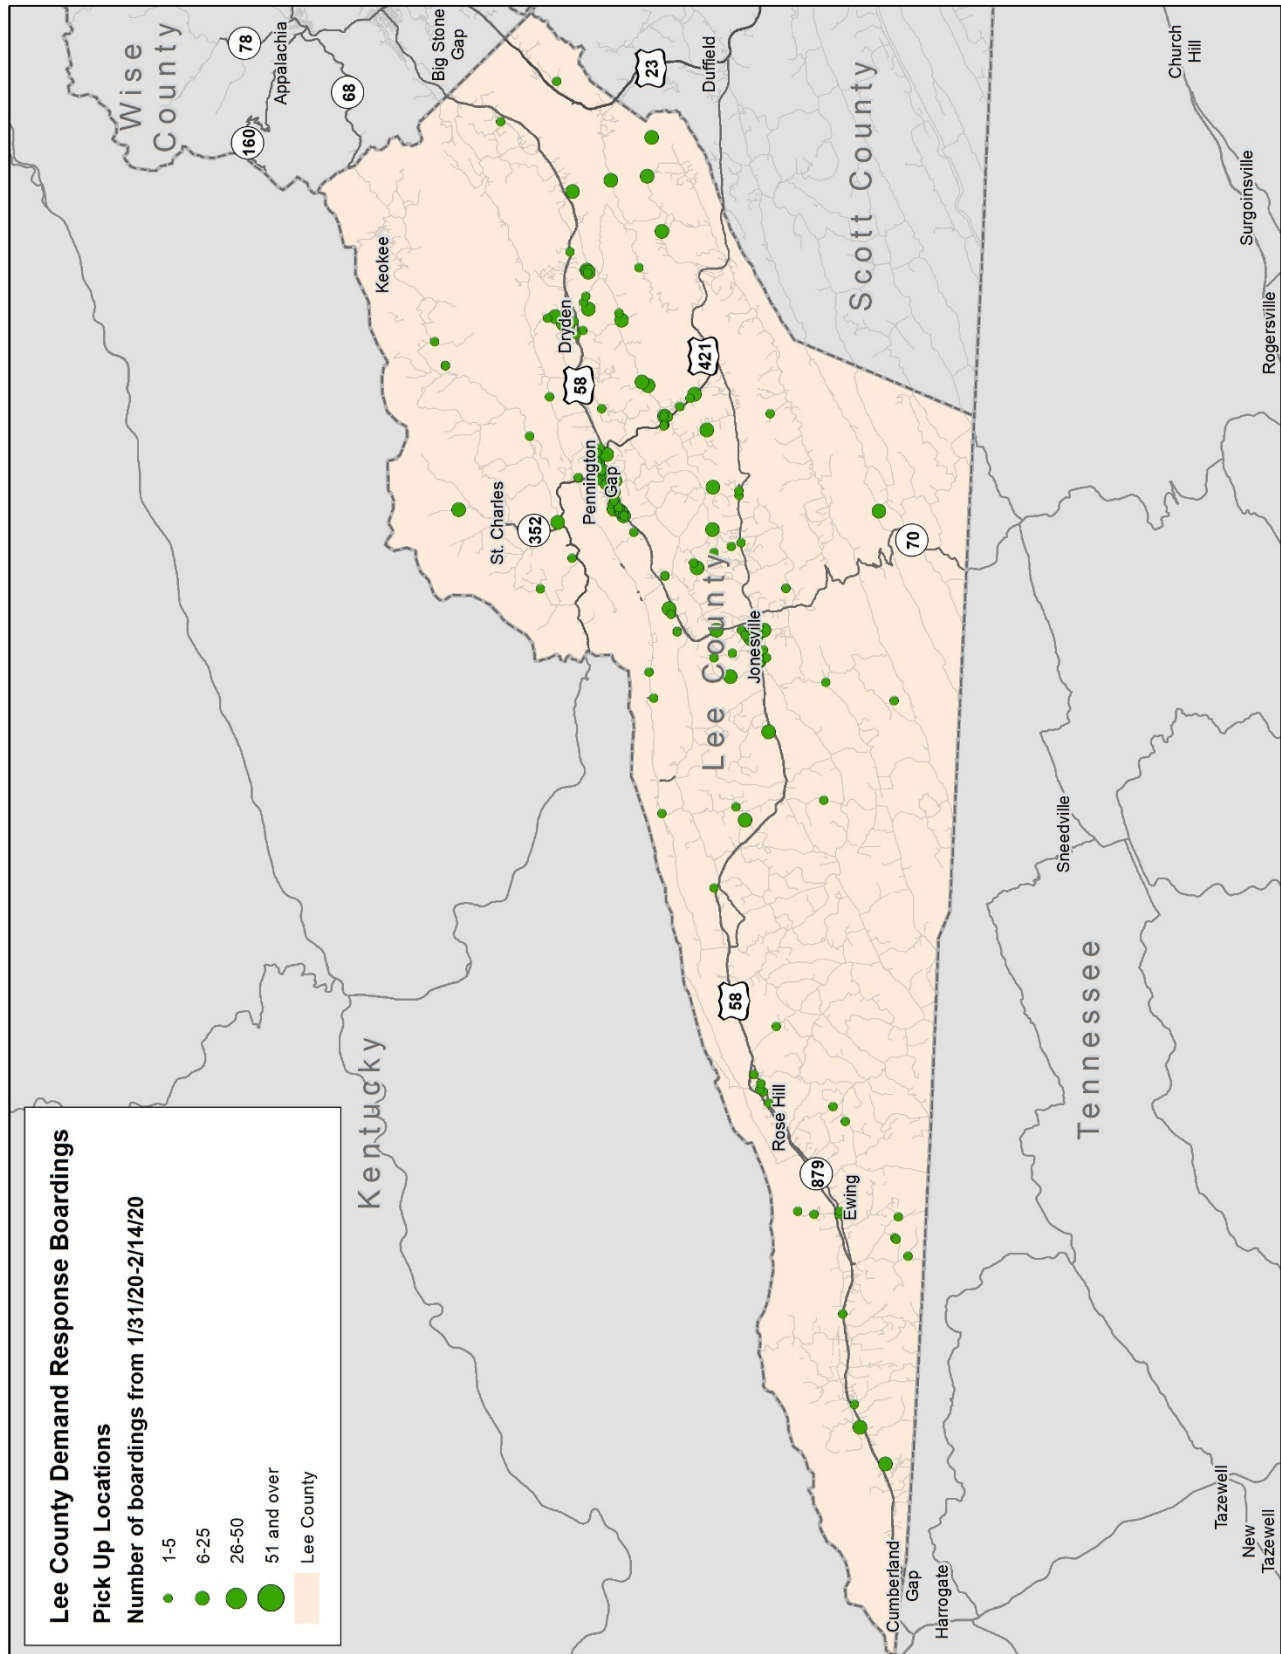 Lee County Demand Response Boardings
Pick Up Locations
Number of boardings from 1/31/20-2/14/20
1-5
6-25
26-50
51 and over
Lee County
Kentucky
Wise
County
160
78
Appalachia
68
Big Stone
Gap
Keokee
23
Duffield
Scott County
St. Charles
352
Dryden
58
Pennington
Gap
421
Lee County
Jonesville
70
58
Rose Hill
879
Ewing
Cumberland
Gap
Harrogate
Tennessee
Sneedville
Tazewell
New
Tazewell
Church
Hill
Surgoinsville
Rogersville